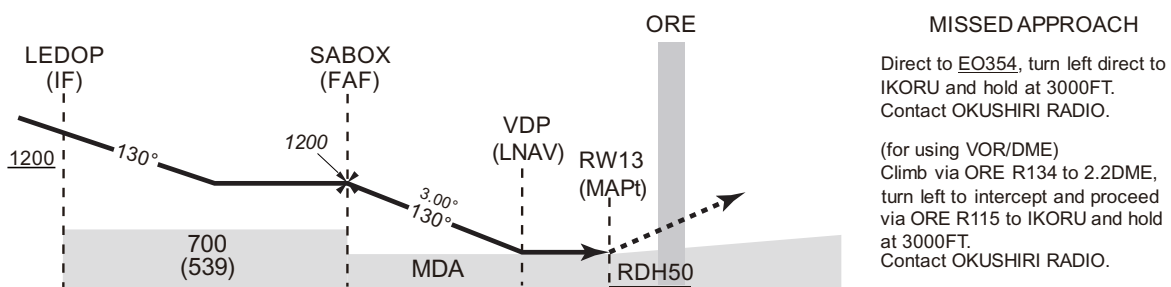 ORE
LEDOP
(IF)
SABOX
(FAF)
1200
130°
1200
VDP
(LNAV)
RW13
(MAPt)
3.00°
130°
700
(539)
MDA
RDH50
MISSED APPROACH
Direct to EO354, turn left direct to
IKORU and hold at 3000FT.
Contact OKUSHIRI RADIO.
(for using VOR/DME)
Climb via ORE R134 to 2.2DME,
turn left to intercept and proceed
via ORE R115 to IKORU and hold
at 3000FT.
Contact OKUSHIRI RADIO.